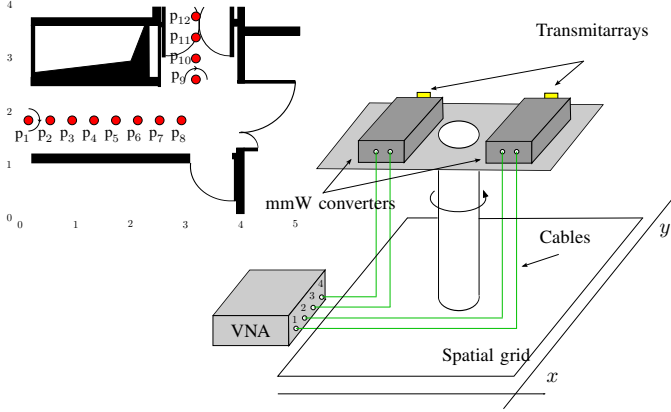 4
p12
p11
3
p10
p9
2
p1 p2 p3 p4 p5 p6 p7 p8
1
0
0 1 2 3 4 5
Transmitarrays
mmW converters
y
Cables
4
3
2
1
VNA
Spatial grid
x